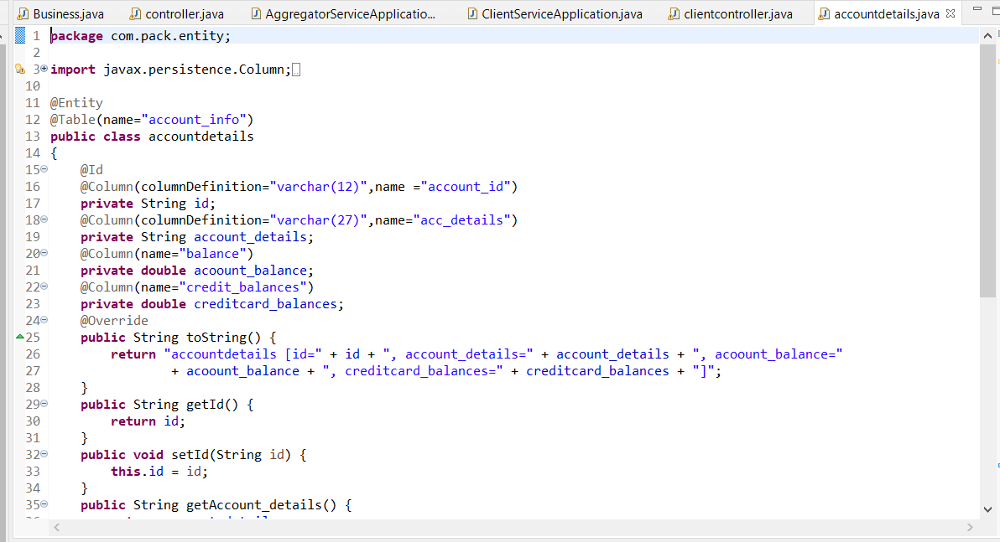 Business.java controller.java AggregatorServiceApplicatio... ClientServiceApplication.java clientcontroller.java accountdetails.java
1 package com.pack.entity;
2
3 import javax.persistence.Column;
10
11 @Entity
12 @Table(name="account_info")
13 public class accountdetails
14 {
15 @Id
16 @Column(columnDefinition="varchar(12)",name ="account_id")
17 private String id;
18 @Column(columnDefinition="varchar(27)",name="acc_details")
19 private String account_details;
20 @Column(name="balance")
21 private double acoount_balance;
22 @Column(name="credit_balances")
23 private double creditcard_balances;
24 @Override
25 public String toString() {
26 return "accountdetails [id=" + id + ", account_details=" + account_details + ", acoount_balance="
27 + acoount_balance + ", creditcard_balances=" + creditcard_balances + "]";
28 }
29 public String getId() {
30 return id;
31 }
32 public void setId(String id) {
33 this.id = id;
34 }
35 public String getAccount_details() {